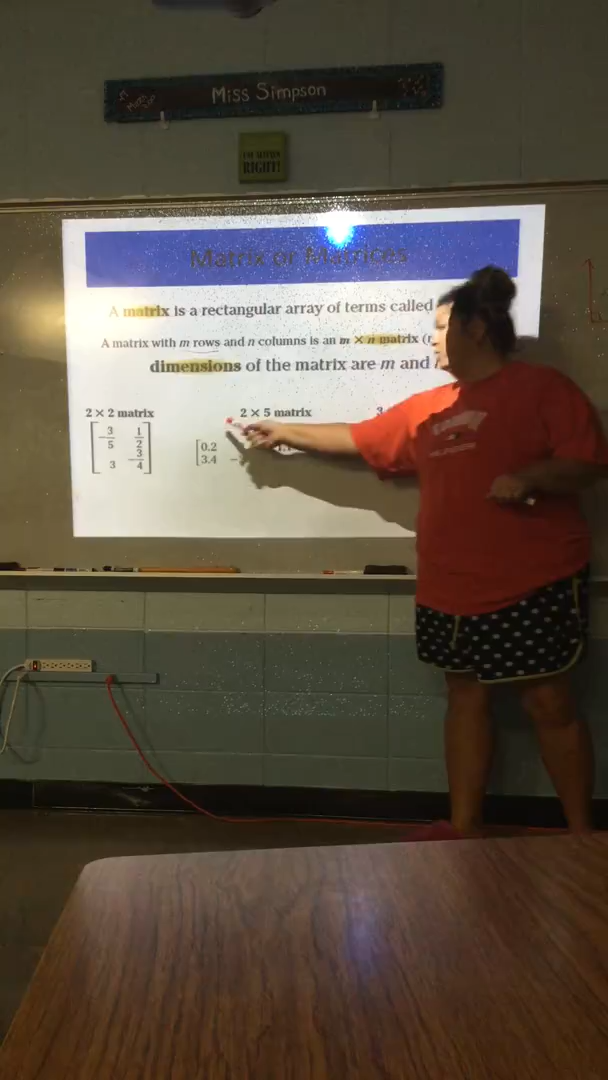 Miss Simpson
RIGHT!
Matrix or Matrices
A matrix is a rectangular array of terms called
A matrix with m rows and n columns is an m × n matrix
dimensions of the matrix are m and
2 × 2 matrix
2 × 5 matrix
3
-3/5 1/2
3 -3/4
0.2
3.4 -